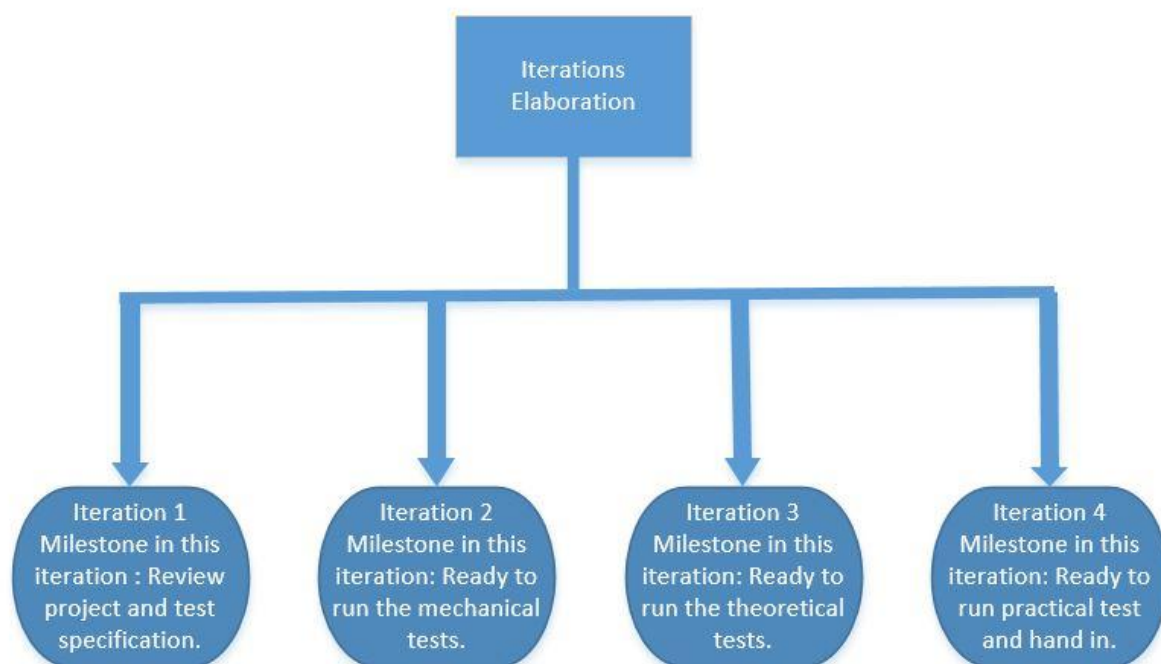 Iterations
Elaboration
Iteration 1
Milestone in this
iteration : Review
project and test
specification.
Iteration 2
Milestone in this
iteration: Ready to
run the mechanical
tests.
Iteration 3
Milestone in this
iteration: Ready to
run the theoretical
tests.
Iteration 4
Milestone in this
iteration: Ready to
run practical test
and hand in.